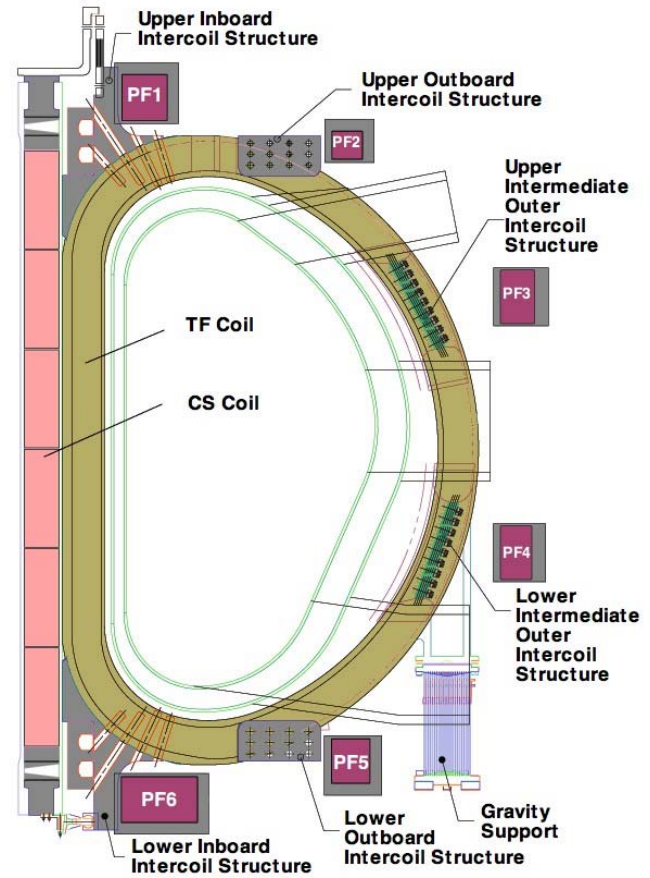 Upper Inboard
Intercoil Structure
PF1
Upper Outboard
Intercoil Structure
PF2
Upper
Intermediate
Outer
Intercoil
Structure
PF3
TF Coil
CS Coil
PF4
Lower
Intermediate
Outer
Intercoil
Structure
PF5
PF6
Gravity
Support
Lower
Outboard
Intercoil Structure
Lower Inboard
Intercoil Structure